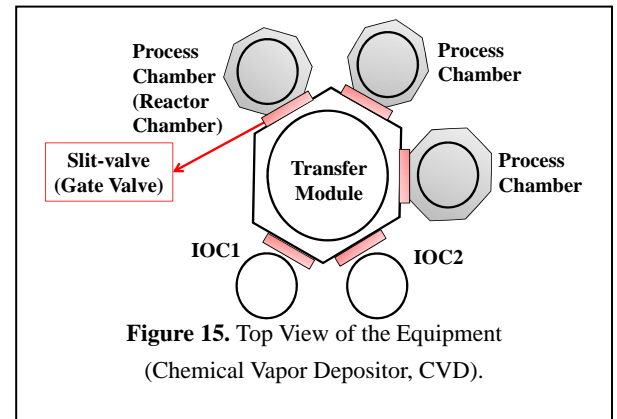 Process
Chamber
(Reactor
Chamber)
Process
Chamber
Slit-valve
(Gate Valve)
Transfer
Module
Process
Chamber
IOC1
IOC2
Figure 15. Top View of the Equipment
(Chemical Vapor Depositor, CVD).